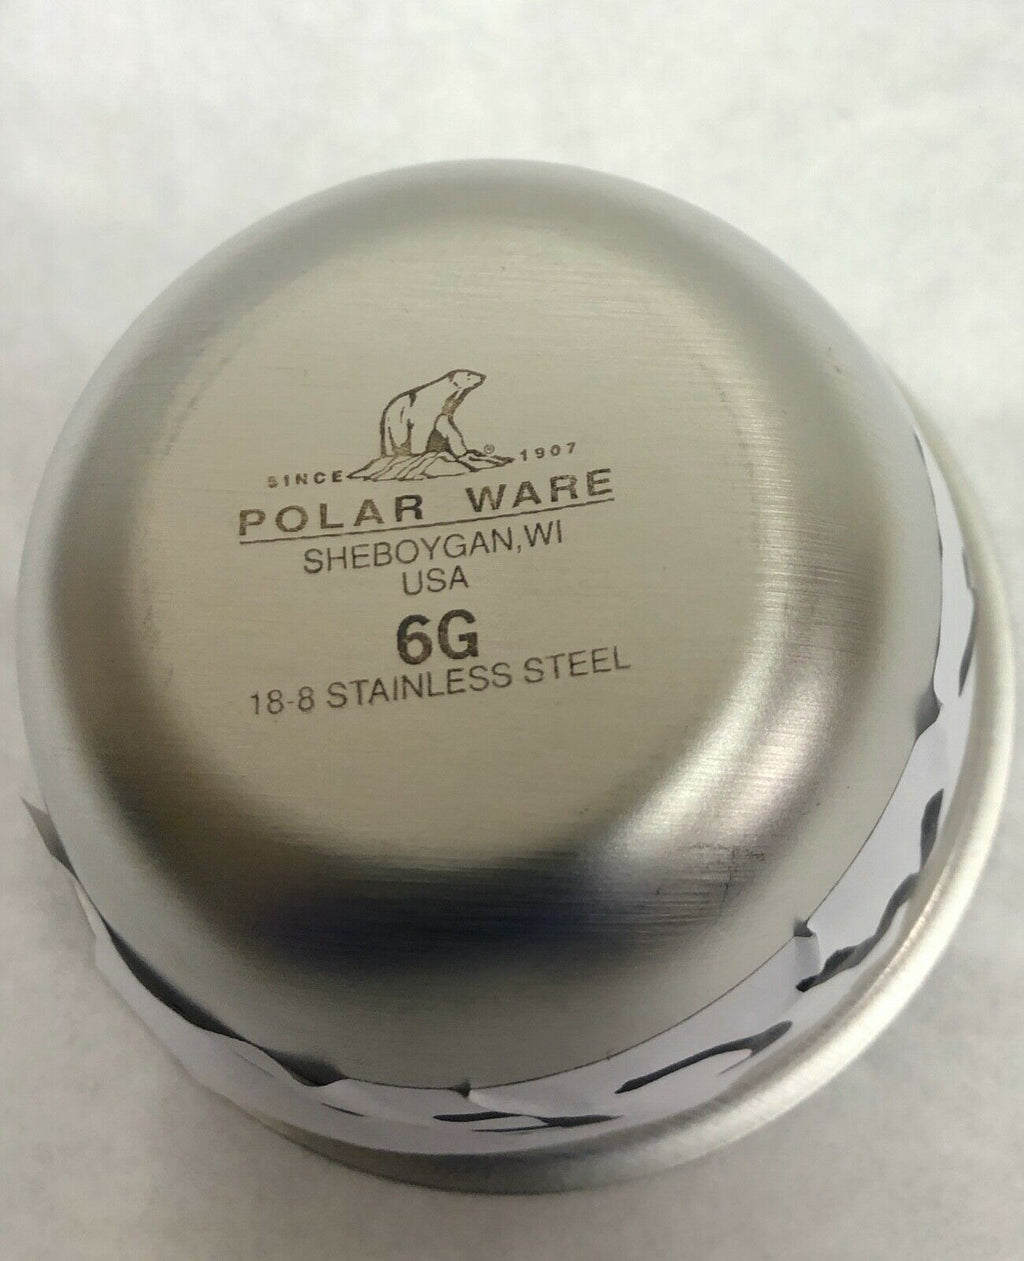 SINCE 1907
®
POLAR WARE
SHEBOYGAN,WI
USA
6G
18-8 STAINLESS STEEL